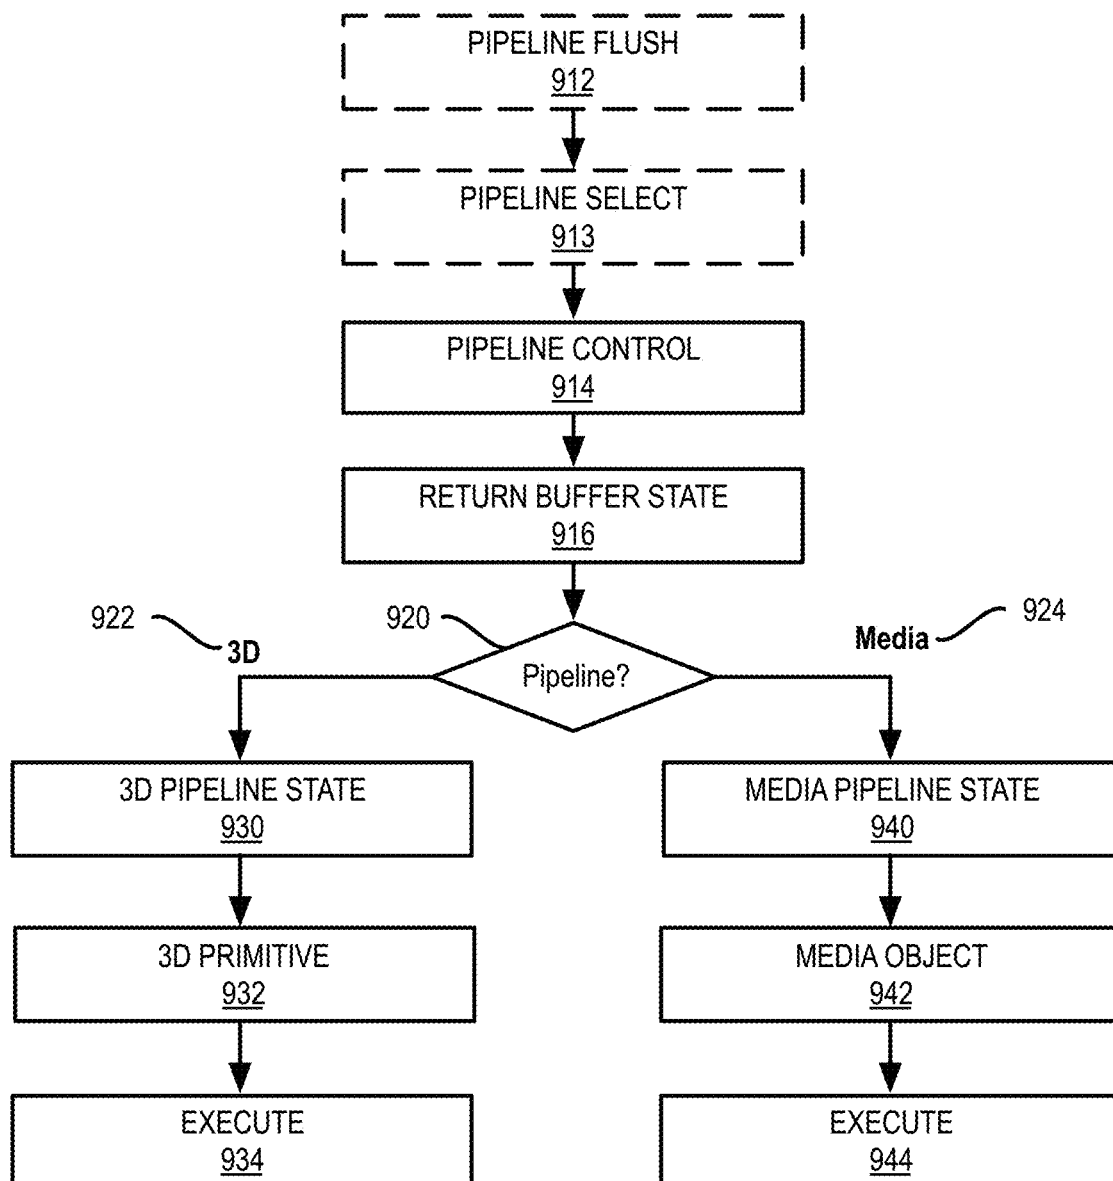 PIPELINE FLUSH
912
PIPELINE SELECT
913
PIPELINE CONTROL
914
RETURN BUFFER STATE
916
922
3D
920
Pipeline?
Media
924
3D PIPELINE STATE
930
MEDIA PIPELINE STATE
940
3D PRIMITIVE
932
MEDIA OBJECT
942
EXECUTE
934
EXECUTE
944